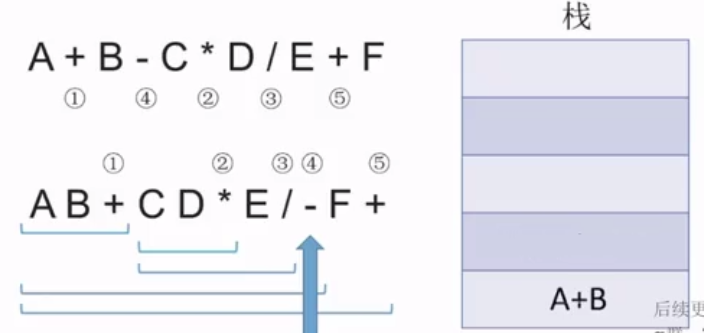 栈
A + B - C * D / E + F
① ④ ② ③ ⑤
① ② ③ ④ ⑤
A B + C D * E / - F +
A+B
后续更